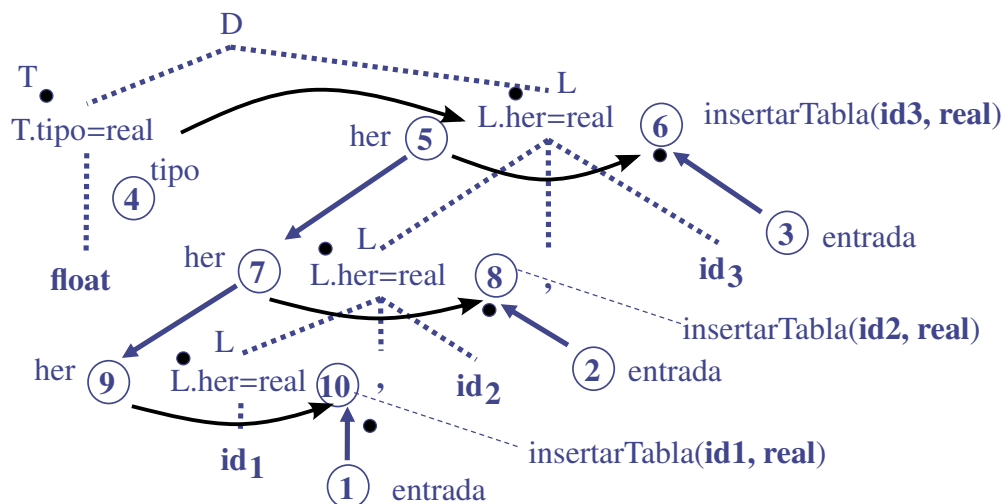 D
T
L
T.tipo=real
her 5
L.her=real
6
insertarTabla(id3, real)
4 tipo
3 entrada
float
her 7
L
L.her=real
8
,
id3
insertarTabla(id2, real)
her 9
L
L.her=real
10
,
id2
2 entrada
id1
insertarTabla(id1, real)
1 entrada